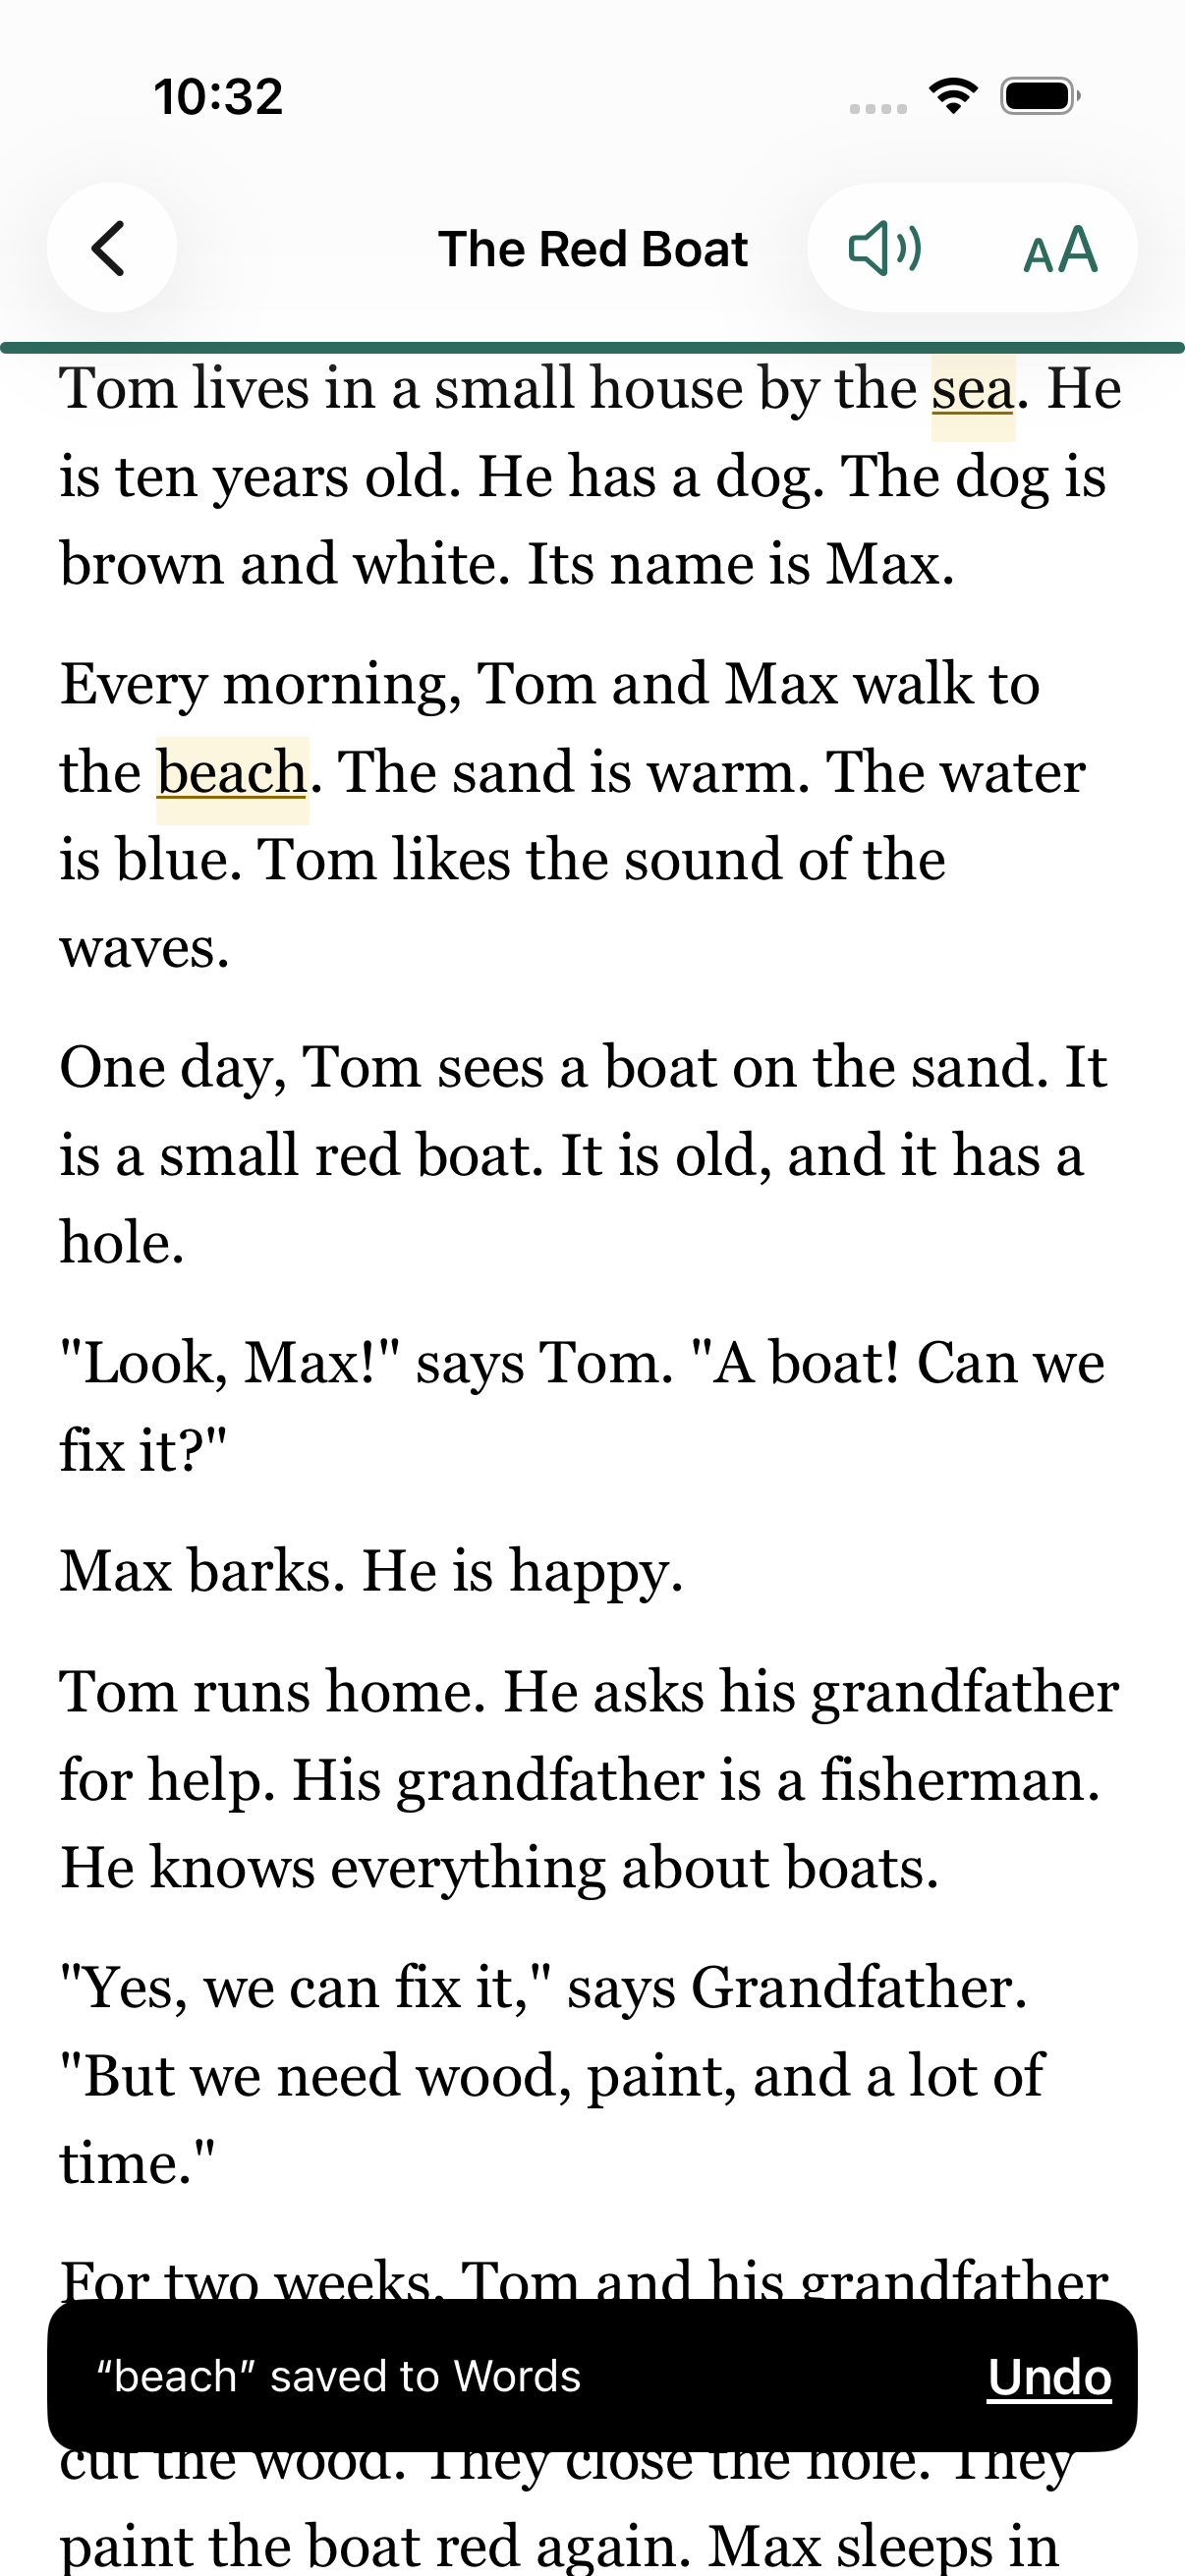 10:32
The Red Boat
AA
Tom lives in a small house by the sea. He
is ten years old. He has a dog. The dog is
brown and white. Its name is Max.
Every morning, Tom and Max walk to
the beach. The sand is warm. The water
is blue. Tom likes the sound of the
waves.
One day, Tom sees a boat on the sand. It
is a small red boat. It is old, and it has a
hole.
"Look, Max!" says Tom. "A boat! Can we
fix it?"
Max barks. He is happy.
Tom runs home. He asks his grandfather
for help. His grandfather is a fisherman.
He knows everything about boats.
"Yes, we can fix it," says Grandfather.
"But we need wood, paint, and a lot of
time."
For two weeks, Tom and his grandfather
“beach” saved to Words
Undo
cut the wood. They close the hole. They
paint the boat red again. Max sleeps in